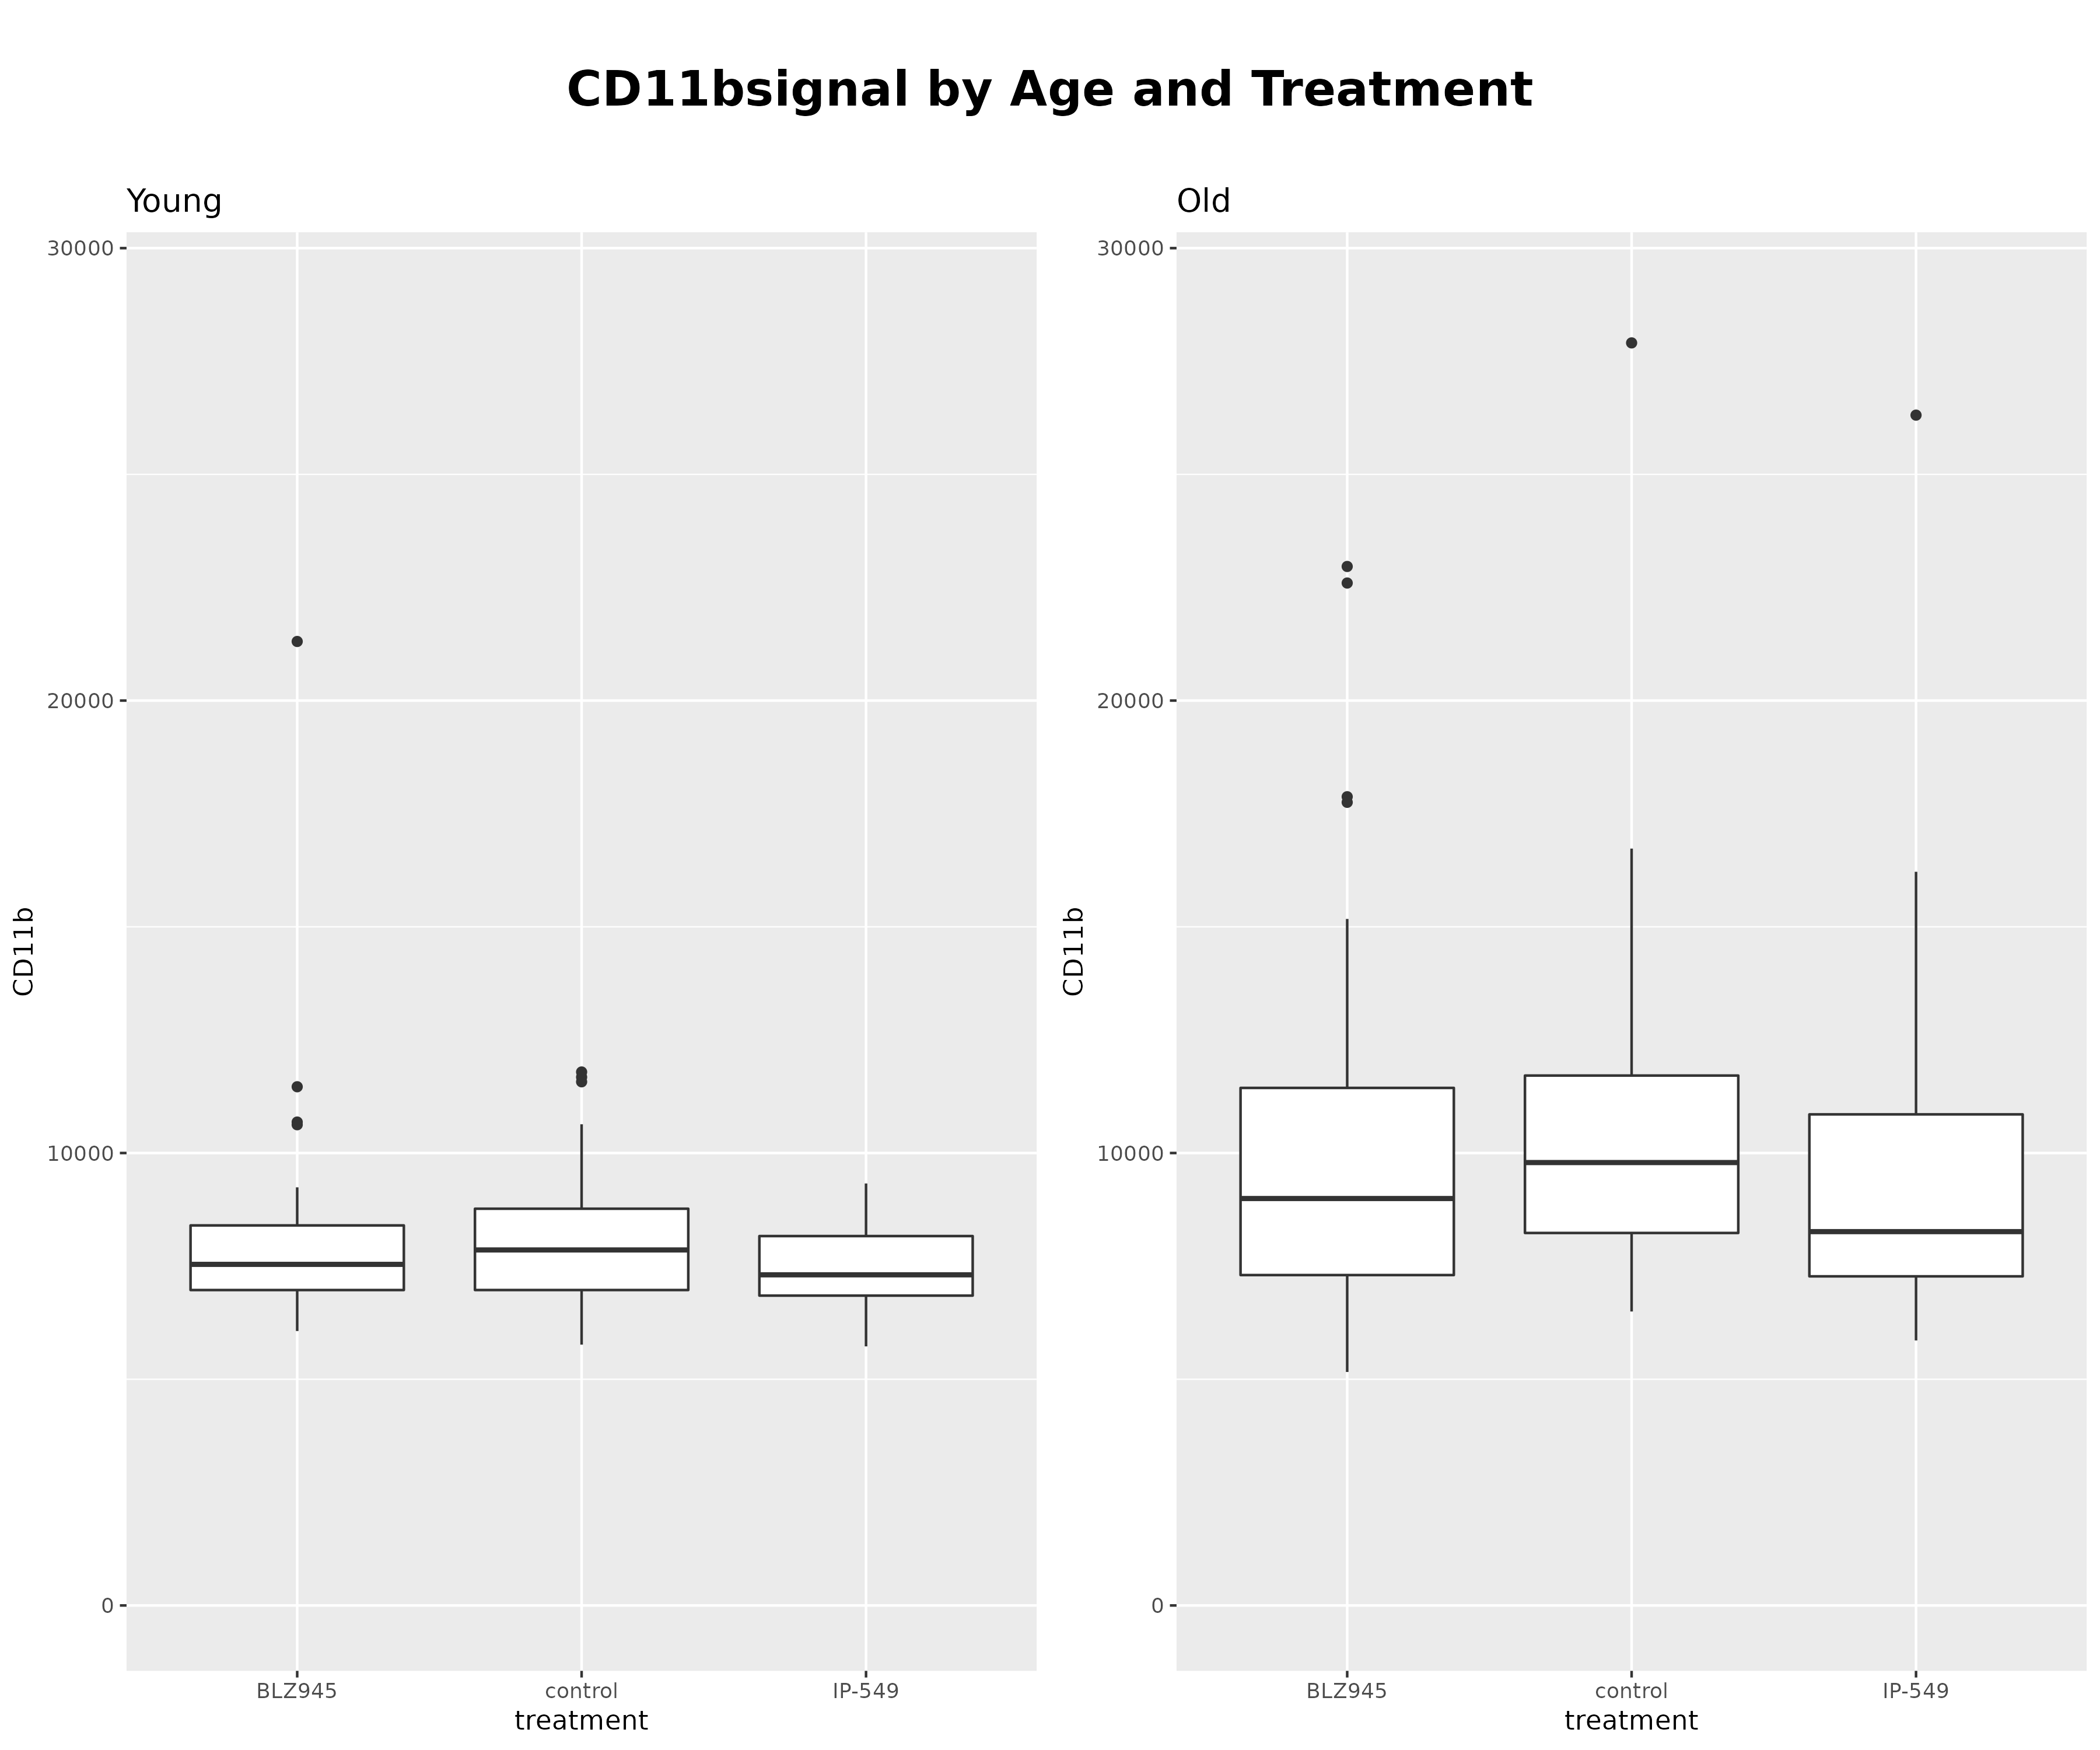 CD11bsignal by Age and Treatment
Young
30000
20000
10000
0
CD11b
BLZ945 control IP-549
treatment
Old
30000
20000
10000
0
CD11b
BLZ945 control IP-549
treatment